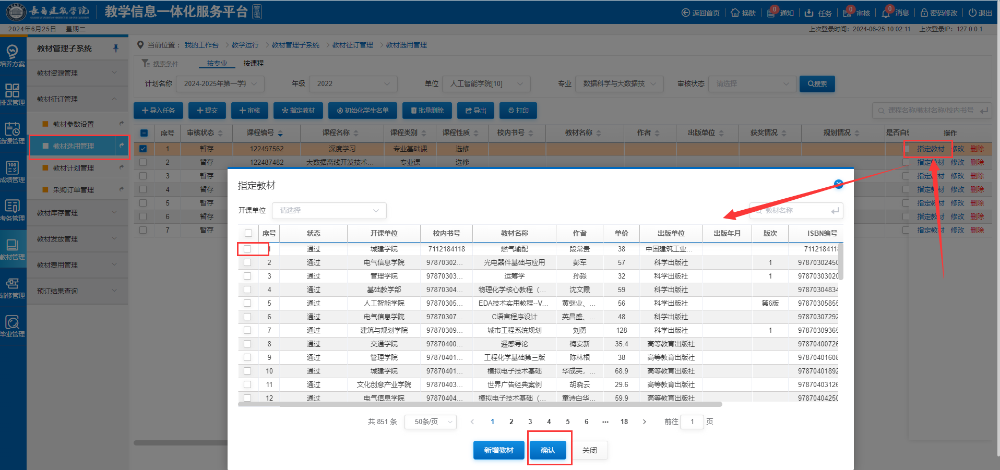 长春建筑学院 教学信息一体化服务平台 管理
返回首页 换肤 0 通知 任务 0 审核 0 消息 密码修改 退出
2024年6月25日 星期二
上次登录时间：2024-06-25 10:02:11 上次登录IP：127.0.0.1
培养方案
排课管理
选课管理
成绩管理
考务管理
教材管理
辅修管理
毕业管理
教材管理子系统
教材资源管理
教材征订管理
教材参数设置
教材选用管理
教材计划管理
采购订单管理
教材库存管理
教材发放管理
教材费用管理
预订结果查询
当前位置： 我的工作台 > 教学运行 > 教材管理子系统 > 教材征订管理 > 教材选用管理
搜索条件 按专业 按课程
计划名称 2024-2025年第一学期 年级 2022 单位 人工智能学院[10] 专业 数据科学与大数据技 审核状态 请选择 搜索
导入任务 提交 审核 指定教材 初始化学生名单 批量删除 导出 打印 课程名称/教材名称/校内书号
序号 审核状态 课程编号 课程名称 课程类别 课程性质 校内书号 教材名称 作者 出版单位 获奖情况 规划情况 是否自编 操作
1 暂存 122497562 深度学习 专业基础课 选修 指定教材 修改 删除
2 暂存 122487482 大数据离线开发技术... 专业课 选修 指定教材 修改 删除
3 暂存 指定教材 修改 删除
4 暂存 指定教材 修改 删除
5 暂存 指定教材 修改 删除
6 暂存 指定教材 修改 删除
7 暂存 指定教材 修改 删除
指定教材
开课单位 请选择 教材名称
序号 状态 开课单位 校内书号 教材名称 作者 单价 出版单位 出版年月 版次 ISBN编号
1 通过 城建学院 7112184118 燃气输配 段常贵 38 中国建筑工业... 7112184118
2 通过 电气信息学院 97870302... 光电器件基础与应用 彭军 57 科学出版社 1 97870302450
3 通过 管理学院 97870303... 运筹学 孙淼 32 科学出版社 1 97870303020
4 通过 基础教学部 97870304... 物理化学核心教程（... 沈文霞 59 科学出版社 97870304834
5 通过 人工智能学院 97870305... EDA技术实用教程--V... 黄继业、... 56 科学出版社 第6版 97870305855
6 通过 电气信息学院 97870307... C语言程序设计 英昌盛、... 48 科学出版社 97870307292
7 通过 建筑与规划学院 97870309... 城市工程系统规划 刘勇 128 科学出版社 1 97870309365
8 通过 交通学院 97870400... 遥感导论 梅安新 35.4 高等教育出版社 97870400726
9 通过 管理学院 97870401... 工程化学基础第三版 陈林根 38 高等教育出版社 97870401608
10 通过 城建学院 97870401... 模拟电子技术基础 华成英，... 68.9 高等教育出版社 97870401892
11 通过 文化创意产业学院 97870403... 世界广告经典案例 胡晓云 29.6 高等教育出版社 97870403126
12 通过 电气信息学院 97870404... 模拟电子技术基础（... 童诗白华... 59.9 高等教育出版社 97870404250
共 851 条 50条/页 < 1 2 3 4 5 6 ... 18 > 前往 1 页
新增教材 确认 关闭